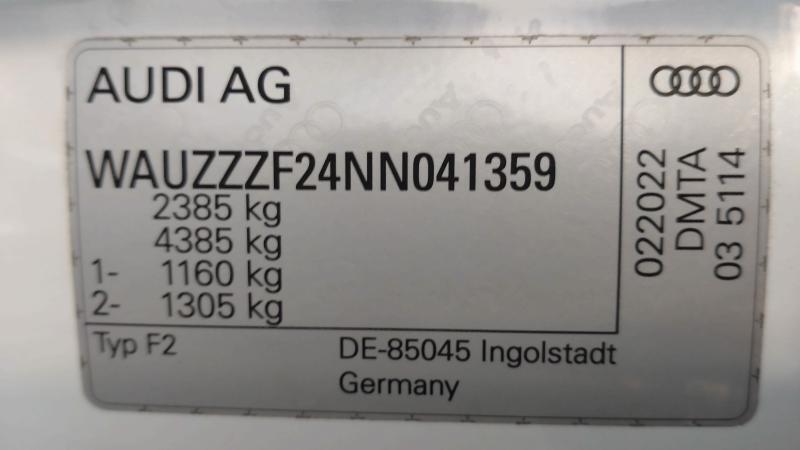 AUDI AG
WAUZZZF24NN041359
2385 kg
4385 kg
1- 1160 kg
2- 1305 kg
Typ F2
DE-85045 Ingolstadt
Germany
022022
DMTA
03 5114